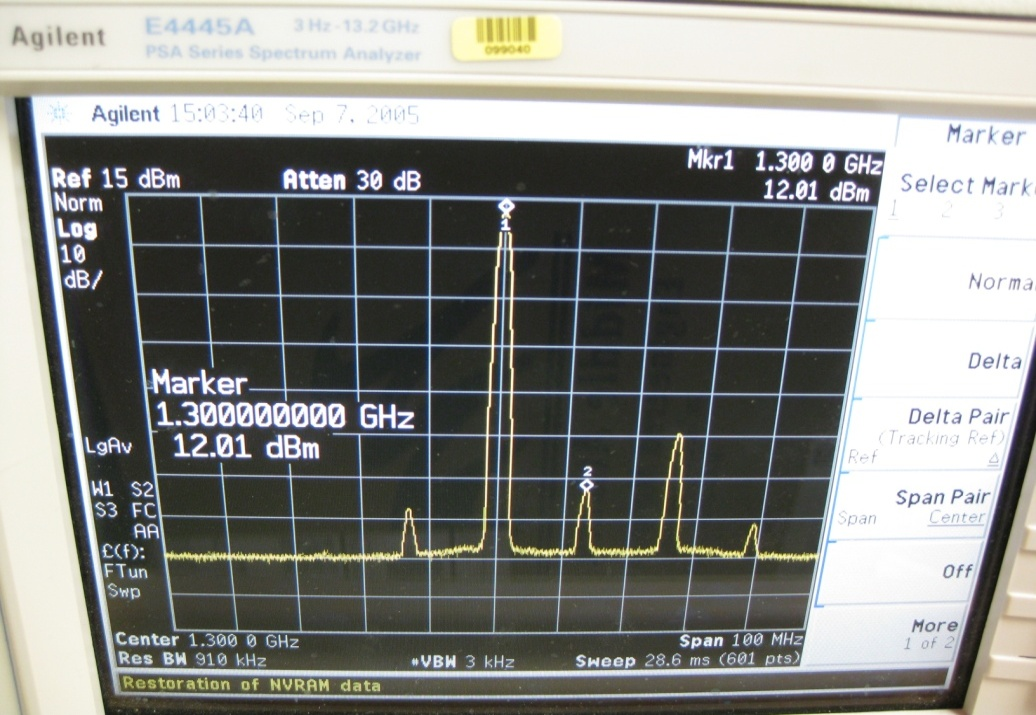 Agilent E4445A 3 Hz-13.2 GHz
PSA Series Spectrum Analyzer
099040
Agilent 15:03:40 Sep 7, 2005
Marker
Mkr1 1.300 0 GHz
Ref 15 dBm Atten 30 dB 12.01 dBm
Select Mark
1 2 3
Norm
Log
10
dB/
1
Norma
Marker
1.300000000 GHz
12.01 dBm
Delta
Delta Pair
(Tracking Ref)
Ref Δ
LgAv
2
W1 S2
S3 FC
AA
£(f):
FTun
Swp
Span Pair
Span Center
Off
Center 1.300 0 GHz Span 100 MHz
Res BW 910 kHz #VBW 3 kHz Sweep 28.6 ms (601 pts)
More
1 of 2
Restoration of NVRAM data